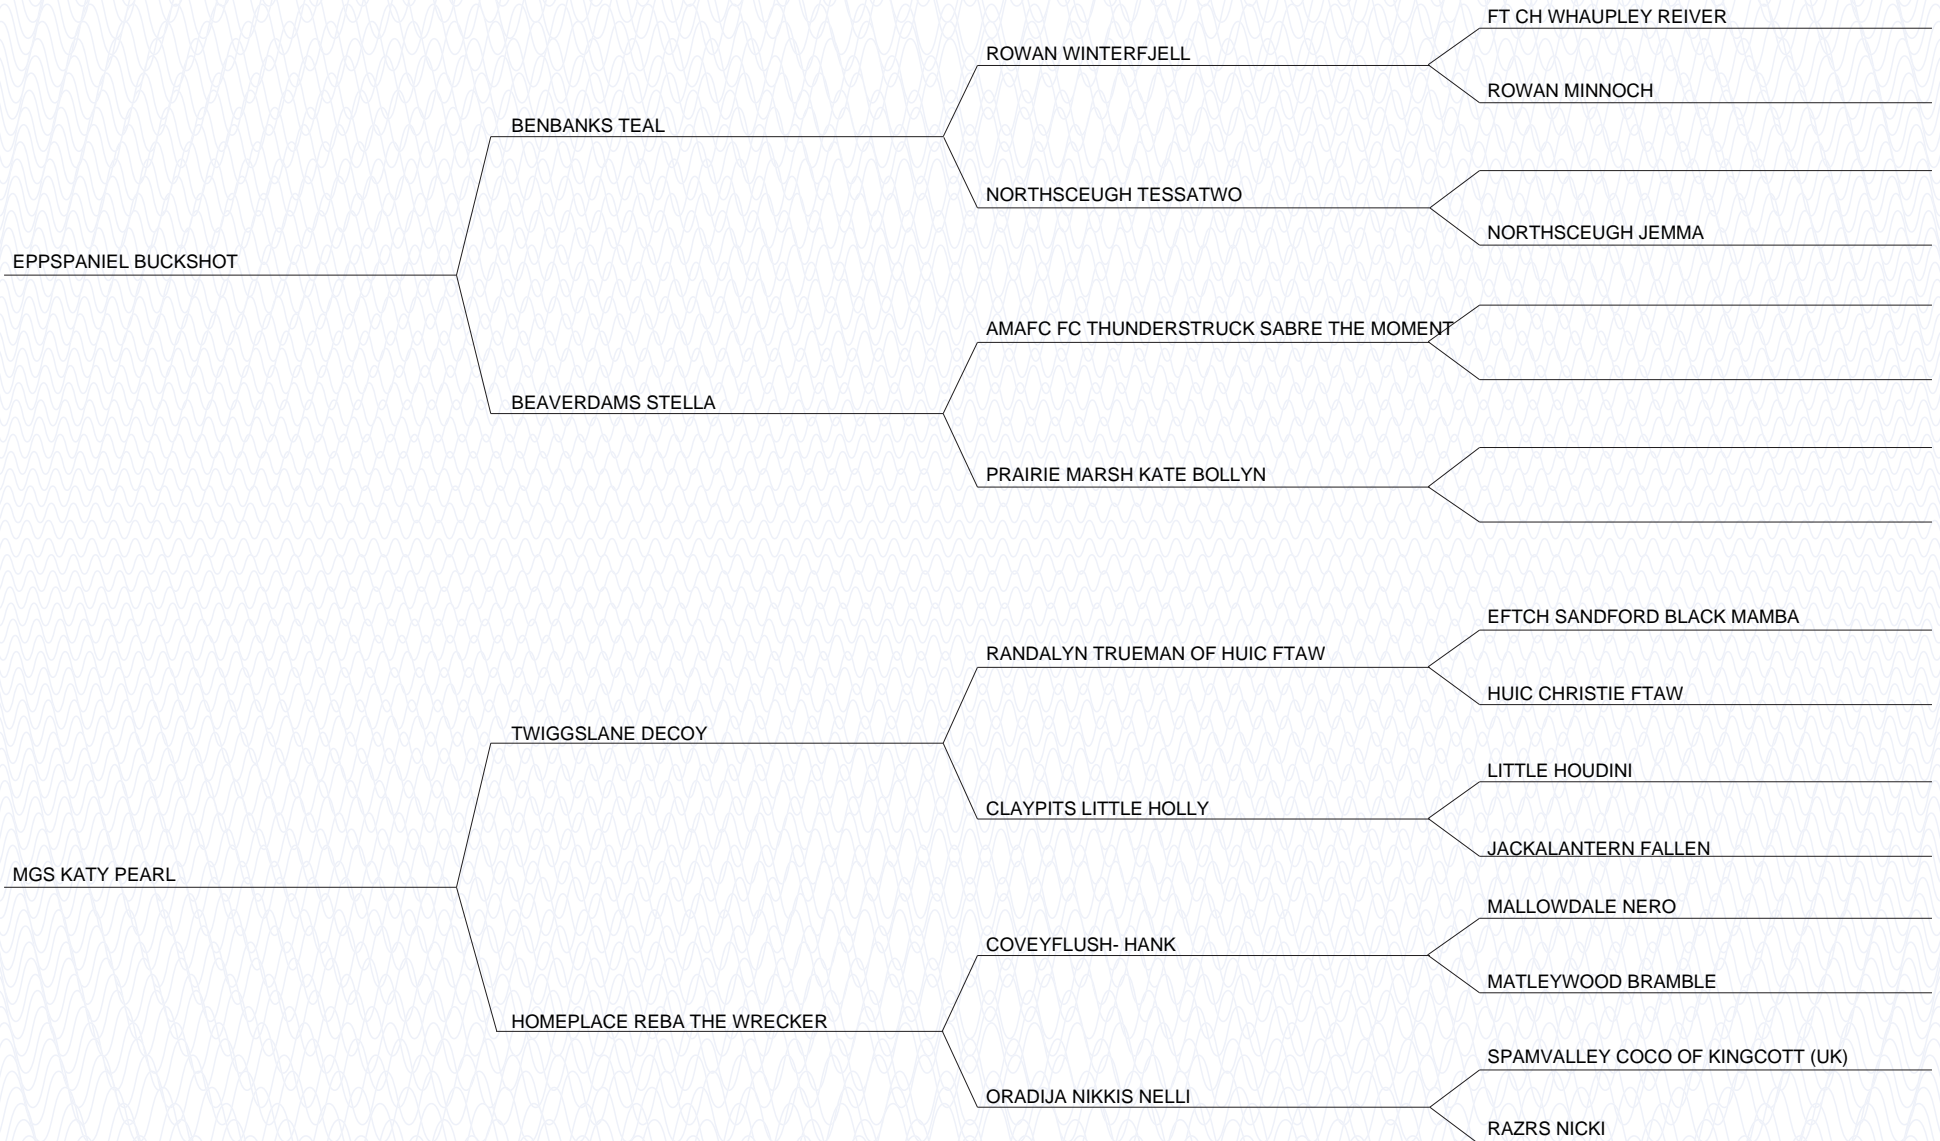 FT CH WHAUPLEY REIVER
ROWAN WINTERFJELL
ROWAN MINNOCH
BENBANKS TEAL
NORTHSCEUGH TESSATWO
NORTHSCEUGH JEMMA
EPPSPANIEL BUCKSHOT
AMAFC FC THUNDERSTRUCK SABRE THE MOMENT
BEAVERDAMS STELLA
PRAIRIE MARSH KATE BOLLYN
EFTCH SANDFORD BLACK MAMBA
RANDALYN TRUEMAN OF HUIC FTAW
HUIC CHRISTIE FTAW
TWIGGSLANE DECOY
LITTLE HOUDINI
CLAYPITS LITTLE HOLLY
JACKALANTERN FALLEN
MGS KATY PEARL
MALLOWDALE NERO
COVEYFLUSH- HANK
MATLEYWOOD BRAMBLE
HOMEPLACE REBA THE WRECKER
SPAMVALLEY COCO OF KINGCOTT (UK)
ORADIJA NIKKIS NELLI
RAZRS NICKI